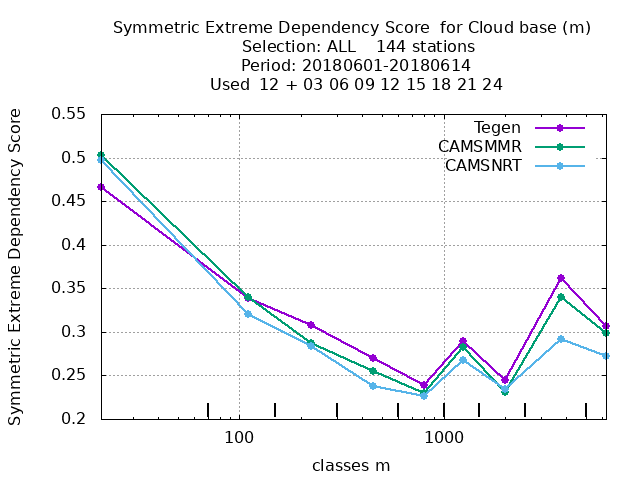 Symmetric Extreme Dependency Score  for Cloud base (m)
Selection: ALL    144 stations
Period: 20180601-20180614
Used  12 + 03 06 09 12 15 18 21 24
Symmetric Extreme Dependency Score
0.55
0.5
0.45
0.4
0.35
0.3
0.25
0.2
Tegen
CAMSMMR
CAMSNRT
100
1000
classes m